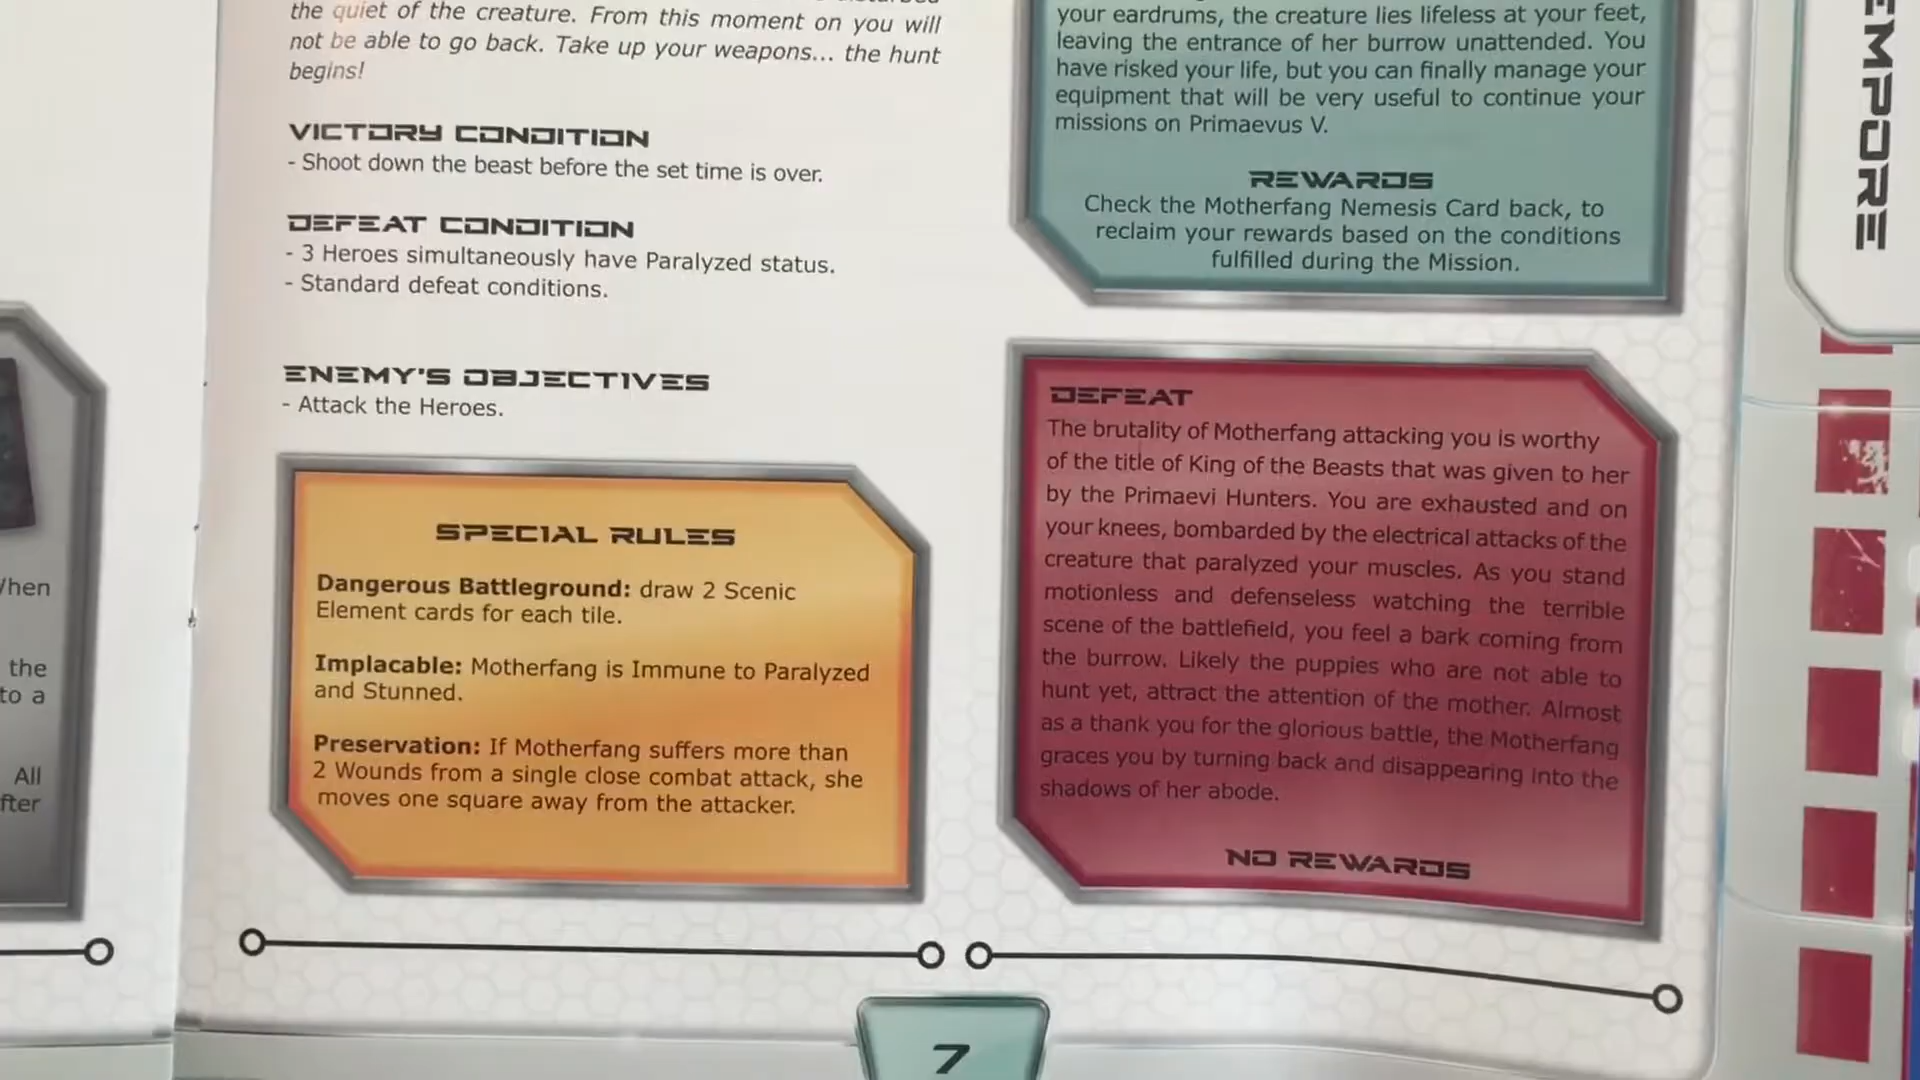 the quiet of the creature. From this moment on you will
not be able to go back. Take up your weapons... the hunt
begins!
VICTORY CONDITION
- Shoot down the beast before the set time is over.
DEFEAT CONDITION
- 3 Heroes simultaneously have Paralyzed status.
- Standard defeat conditions.
ENEMY'S OBJECTIVES
- Attack the Heroes.
SPECIAL RULES
Dangerous Battleground: draw 2 Scenic
Element cards for each tile.
Implacable: Motherfang is Immune to Paralyzed
and Stunned.
Preservation: If Motherfang suffers more than
2 Wounds from a single close combat attack, she
moves one square away from the attacker.
your eardrums, the creature lies lifeless at your feet,
leaving the entrance of her burrow unattended. You
have risked your life, but you can finally manage your
equipment that will be very useful to continue your
missions on Primaevus V.
REWARDS
Check the Motherfang Nemesis Card back, to
reclaim your rewards based on the conditions
fulfilled during the Mission.
DEFEAT
The brutality of Motherfang attacking you is worthy
of the title of King of the Beasts that was given to her
by the Primaevi Hunters. You are exhausted and on
your knees, bombarded by the electrical attacks of the
creature that paralyzed your muscles. As you stand
motionless and defenseless watching the terrible
scene of the battlefield, you feel a bark coming from
the burrow. Likely the puppies who are not able to
hunt yet, attract the attention of the mother. Almost
as a thank you for the glorious battle, the Motherfang
graces you by turning back and disappearing into the
shadows of her abode.
NO REWARDS
7
the
to a
All